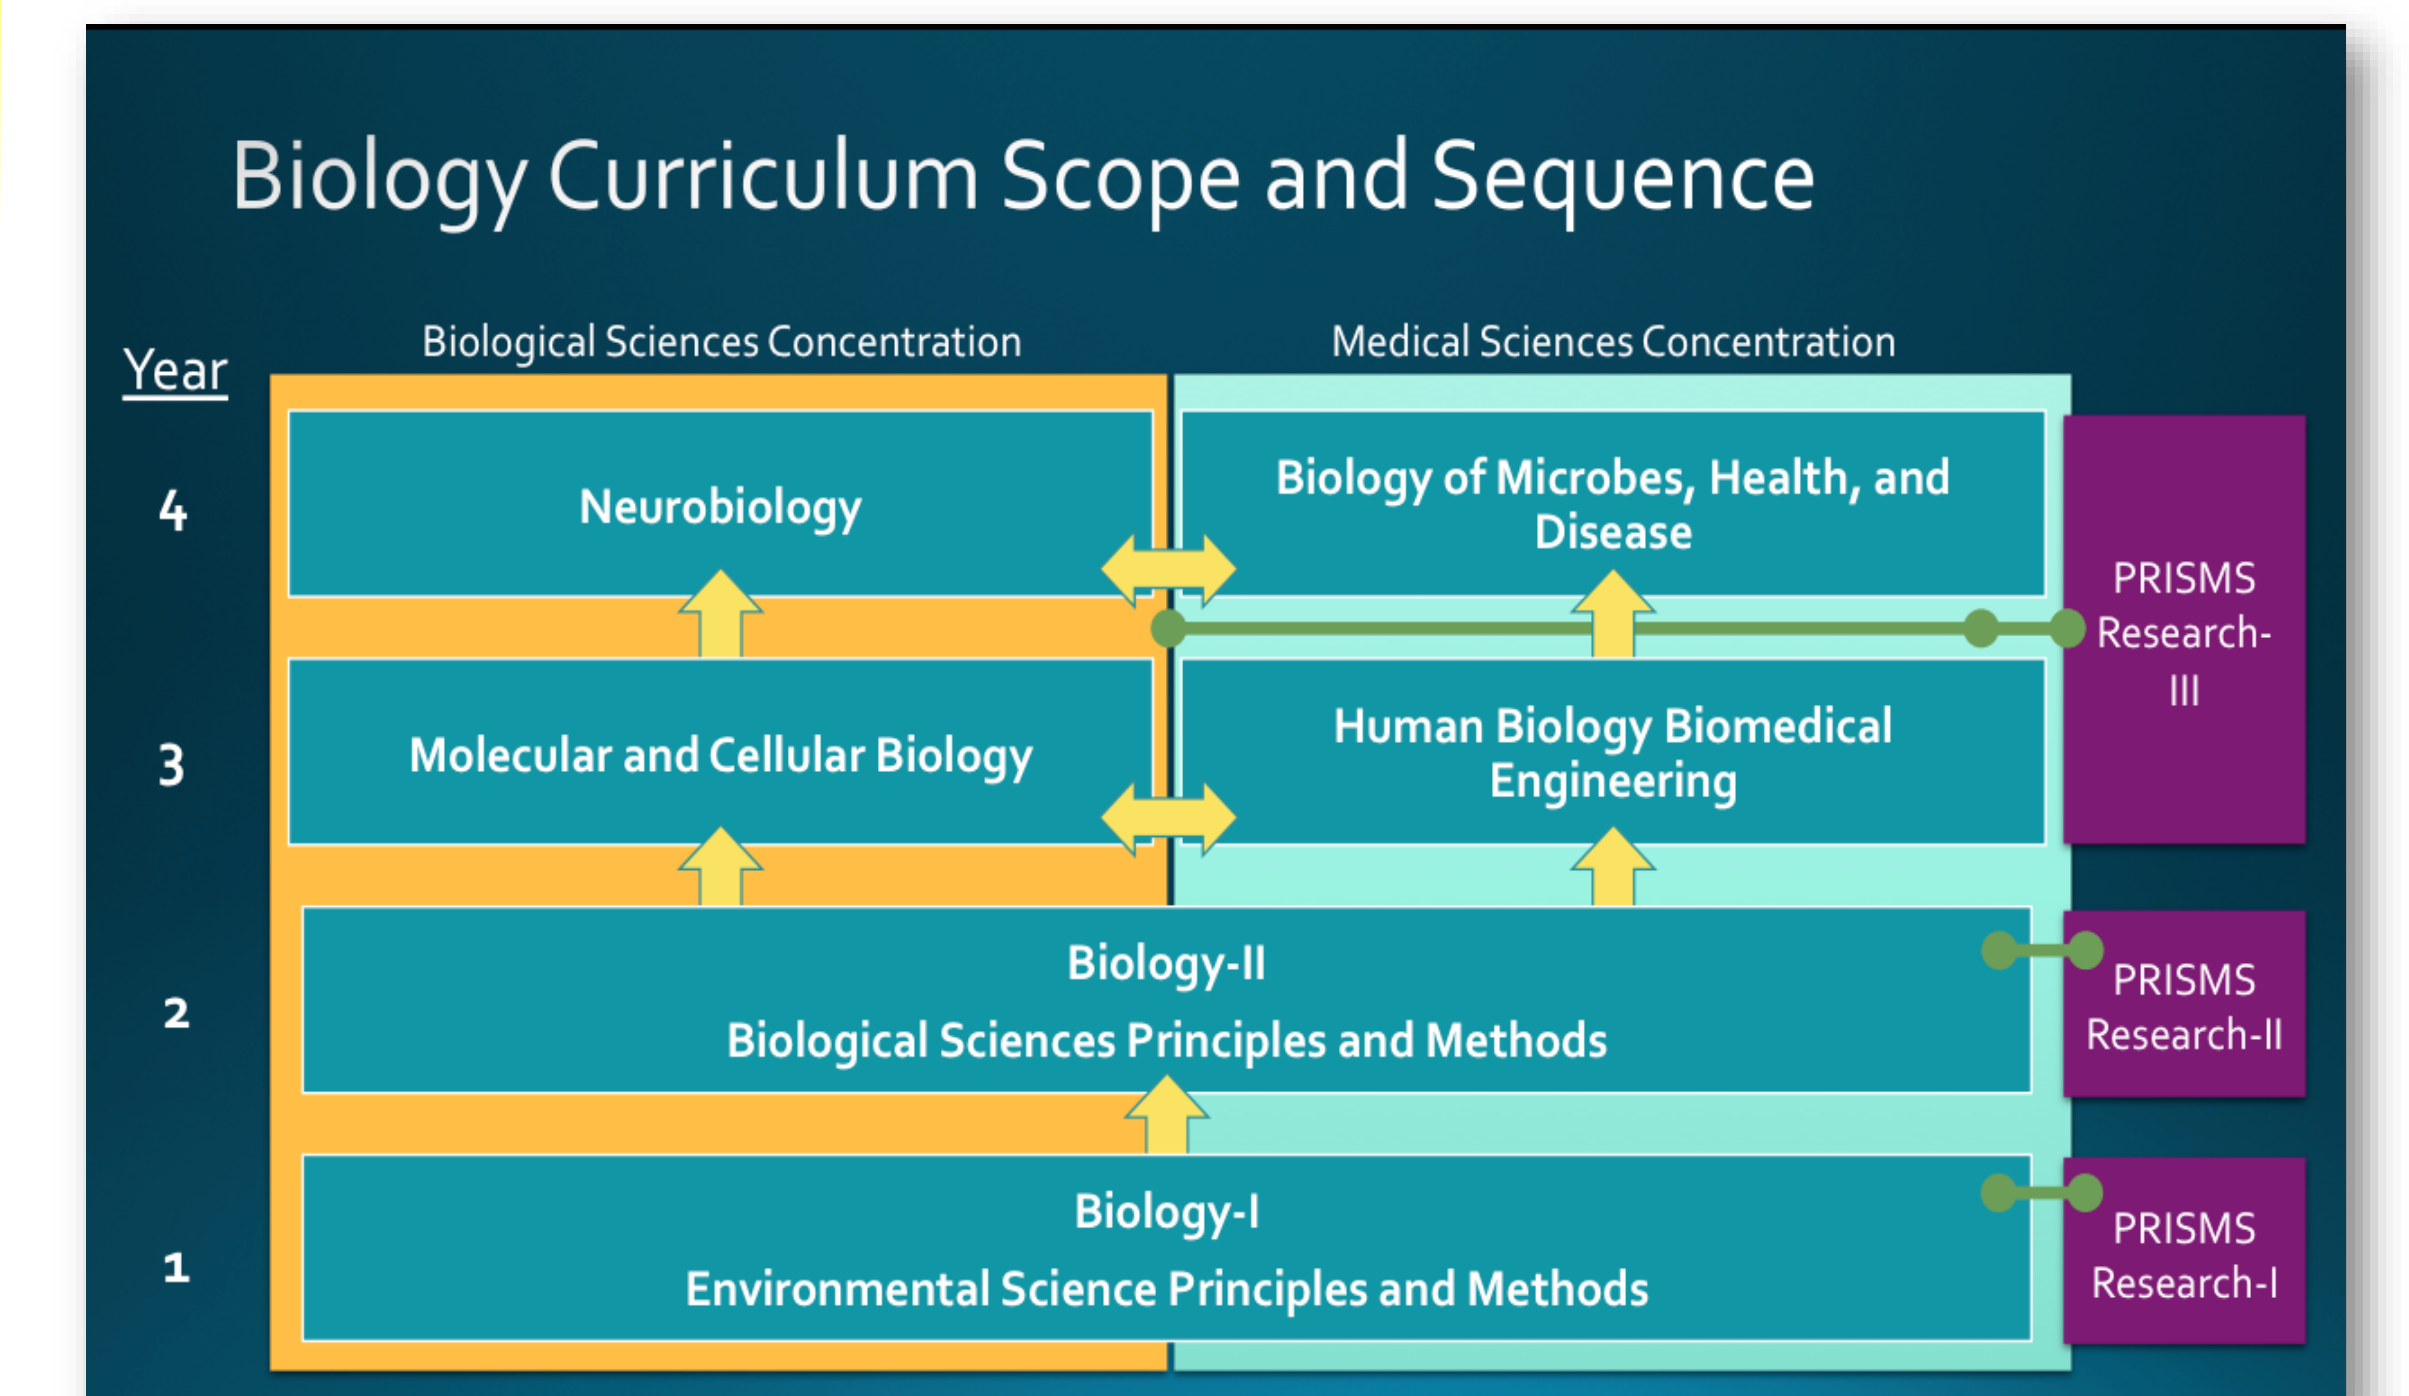 Biology Curriculum Scope and Sequence
Biological Sciences Concentration
Medical Sciences Concentration
Year
4
Neurobiology
Biology of Microbes, Health, and
Disease
PRISMS
Research-
III
3
Molecular and Cellular Biology
Human Biology Biomedical
Engineering
2
Biology-II
Biological Sciences Principles and Methods
PRISMS
Research-II
1
Biology-I
Environmental Science Principles and Methods
PRISMS
Research-I